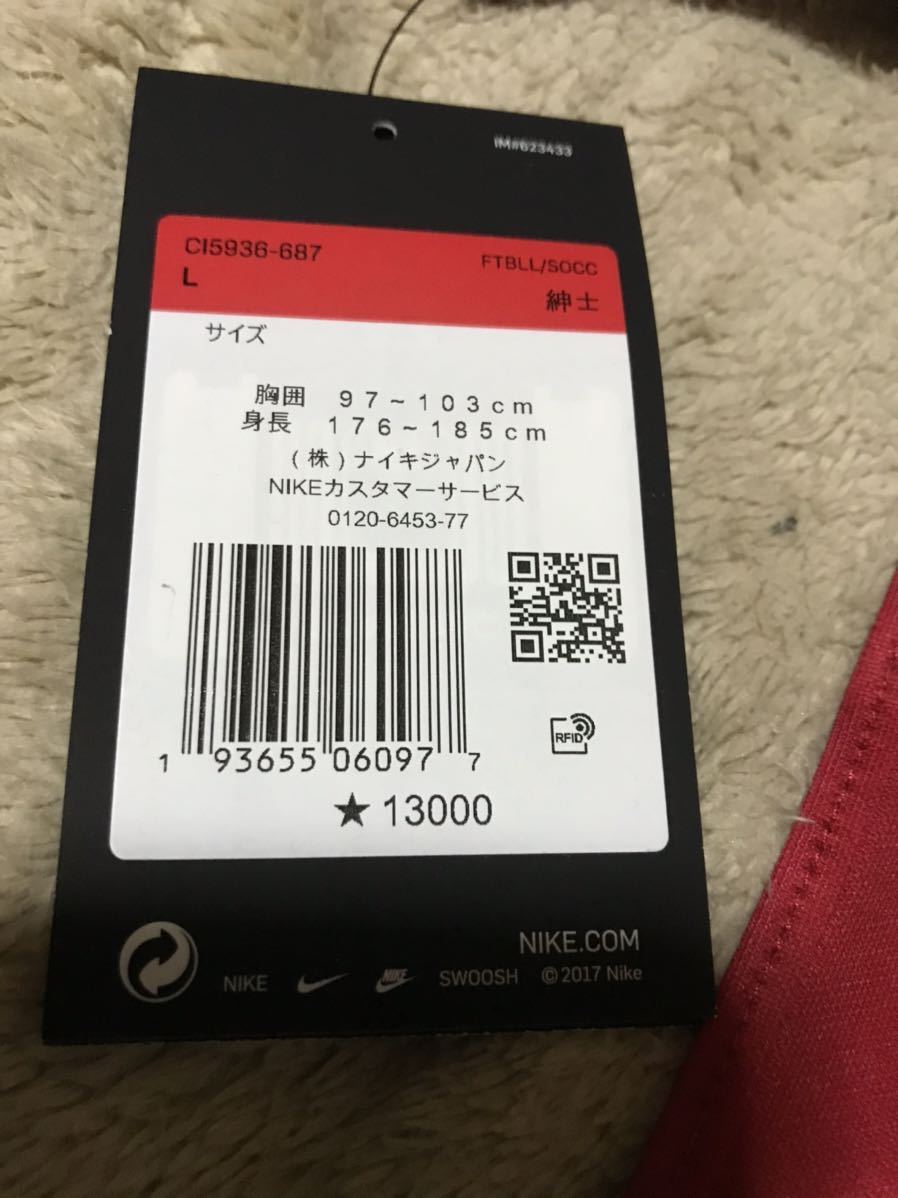 IM#623433
CI5936-687
FTBLL/SOCC
L
紳士
サイズ
胸囲 97~103cm
身長 176~185cm
(株)ナイキジャパン
NIKEカスタマーサービス
0120-6453-77
RFID
1 93655 06097 7
★13000
NIKE.COM
NIKE NIKE SWOOSH ©2017 Nike